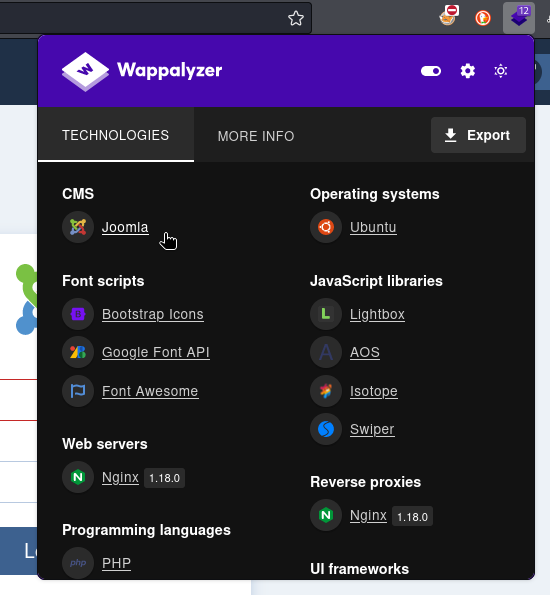 12
Wappalyzer
TECHNOLOGIES
MORE INFO
Export
CMS
Joomla
Operating systems
Ubuntu
Font scripts
Bootstrap Icons
Google Font API
Font Awesome
JavaScript libraries
Lightbox
AOS
Isotope
Swiper
Web servers
Nginx 1.18.0
Reverse proxies
Nginx 1.18.0
Programming languages
php PHP
UI frameworks